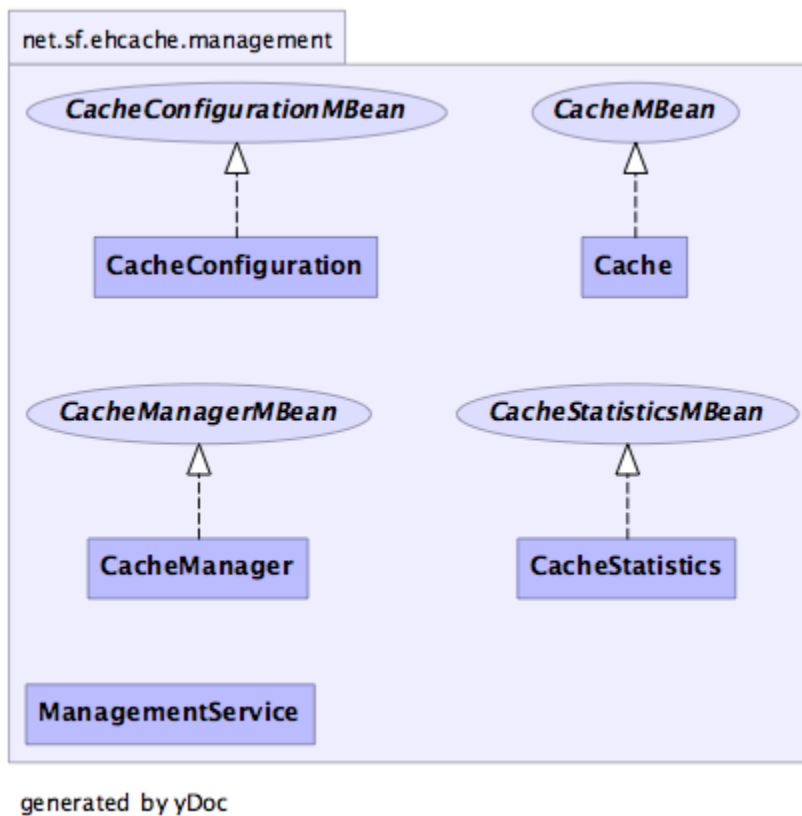 net.sf.ehcache.management
CacheConfigurationMBean
CacheMBean
CacheConfiguration
Cache
CacheManagerMBean
CacheStatisticsMBean
CacheManager
CacheStatistics
ManagementService
generated by yDoc